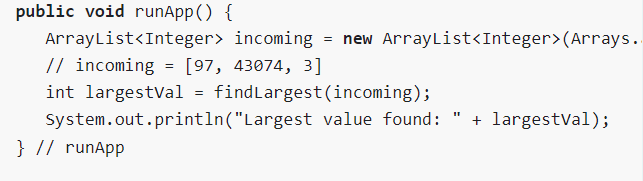 public void runApp() {
ArrayList<Integer> incoming = new ArrayList<Integer>(Arrays.
// incoming = [97, 43074, 3]
int largestVal = findLargest(incoming);
System.out.println("Largest value found: " + largestVal);
} // runApp